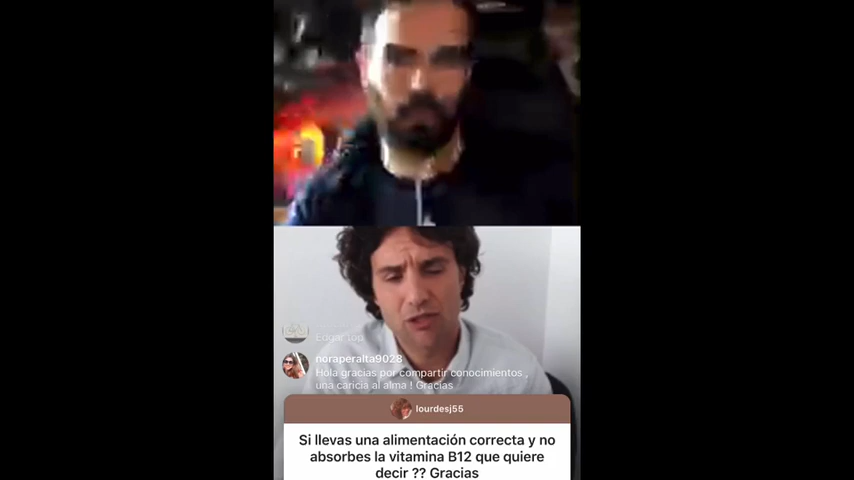 Edgar Top
noraperalta9028
Hola gracias por compartir conocimientos ,
una caricia al alma ! Gracias
lourdesj55
Si llevas una alimentación correcta y no
absorbes la vitamina B12 que quiere
decir ?? Gracias